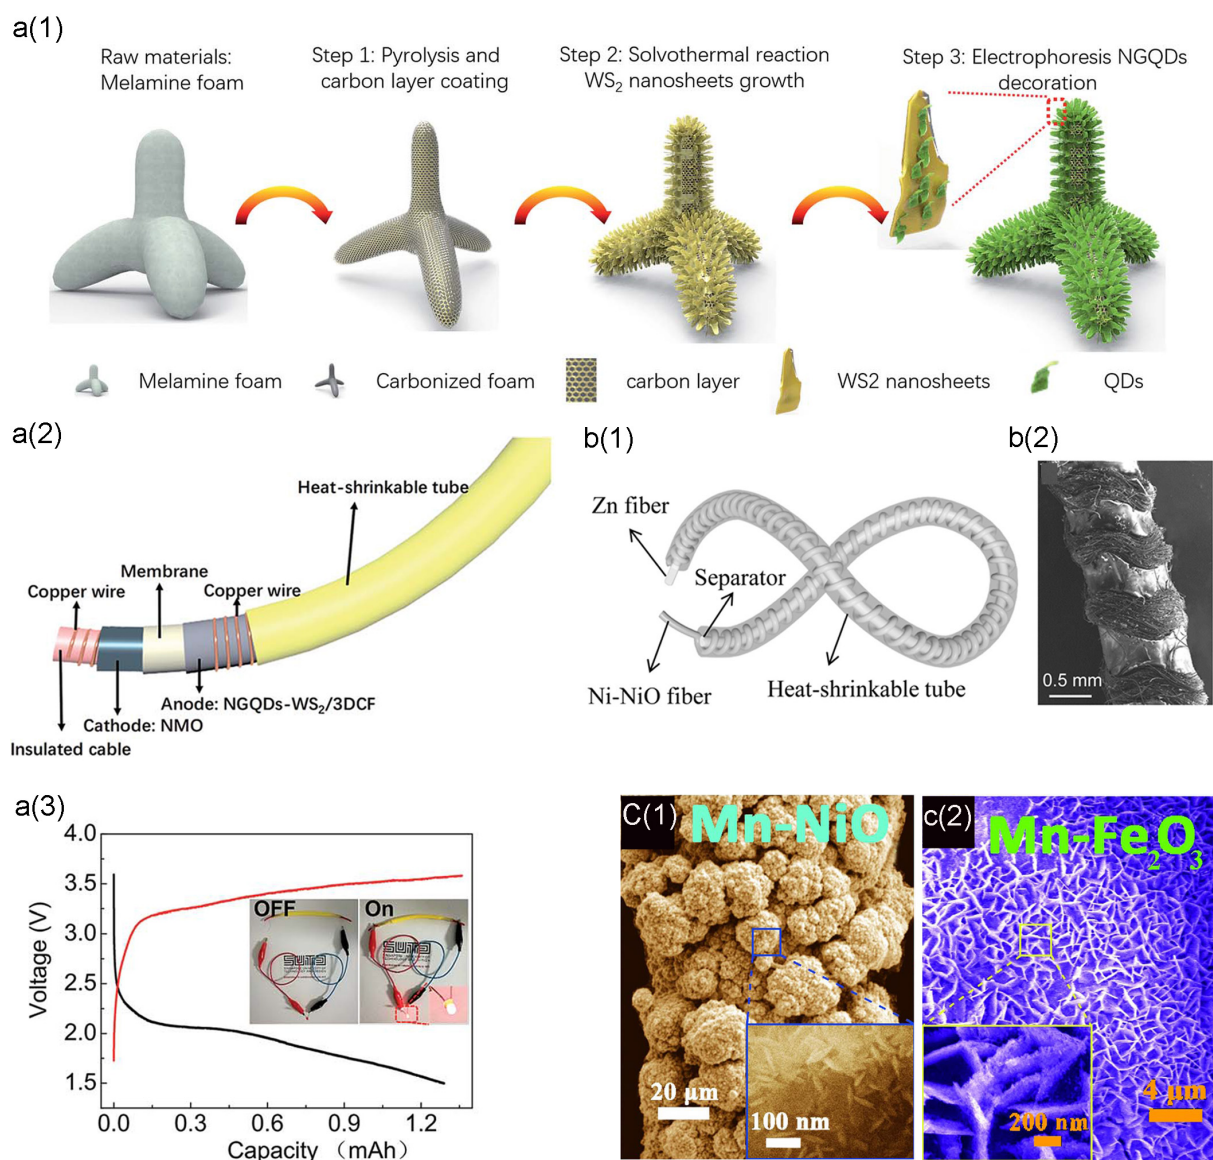 a(1)
Raw materials:
Melamine foam
Step 1: Pyrolysis and
carbon layer coating
Step 2: Solvothermal reaction
WS2 nanosheets growth
Step 3: Electrophoresis NGQDs
decoration
Melamine foam
Carbonized foam
carbon layer
WS2 nanosheets
QDs
a(2)
Heat-shrinkable tube
Membrane
Copper wire
Copper wire
Anode: NGQDs-WS2/3DCF
Cathode: NMO
Insulated cable
b(1)
Zn fiber
Separator
Ni-NiO fiber
Heat-shrinkable tube
b(2)
0.5 mm
a(3)
4.0
3.5
3.0
2.5
2.0
1.5
Voltage (V)
OFF
On
0.0
0.3
0.6
0.9
1.2
Capacity (mAh)
C(1)
Mn-NiO
20 μm
100 nm
c(2)
Mn-Fe2O3
4 μm
200 nm